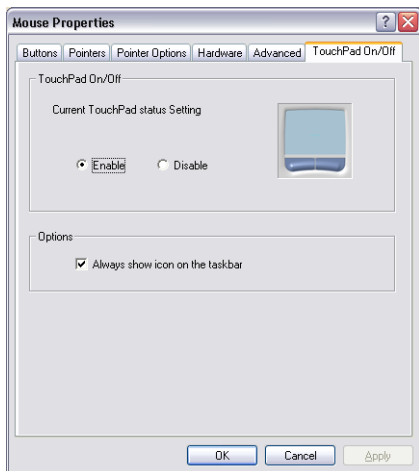 Mouse Properties
Buttons Pointers Pointer Options Hardware Advanced TouchPad On/Off
TouchPad On/Off
Current TouchPad status Setting
Enable Disable
Options
Always show icon on the taskbar
OK Cancel Apply